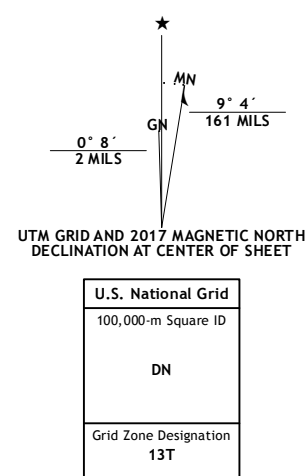 ★
MN
GN
9° 4´
161 MILS
0° 8´
2 MILS
UTM GRID AND 2017 MAGNETIC NORTH
DECLINATION AT CENTER OF SHEET
U.S. National Grid
100,000-m Square ID
DN
Grid Zone Designation
13T